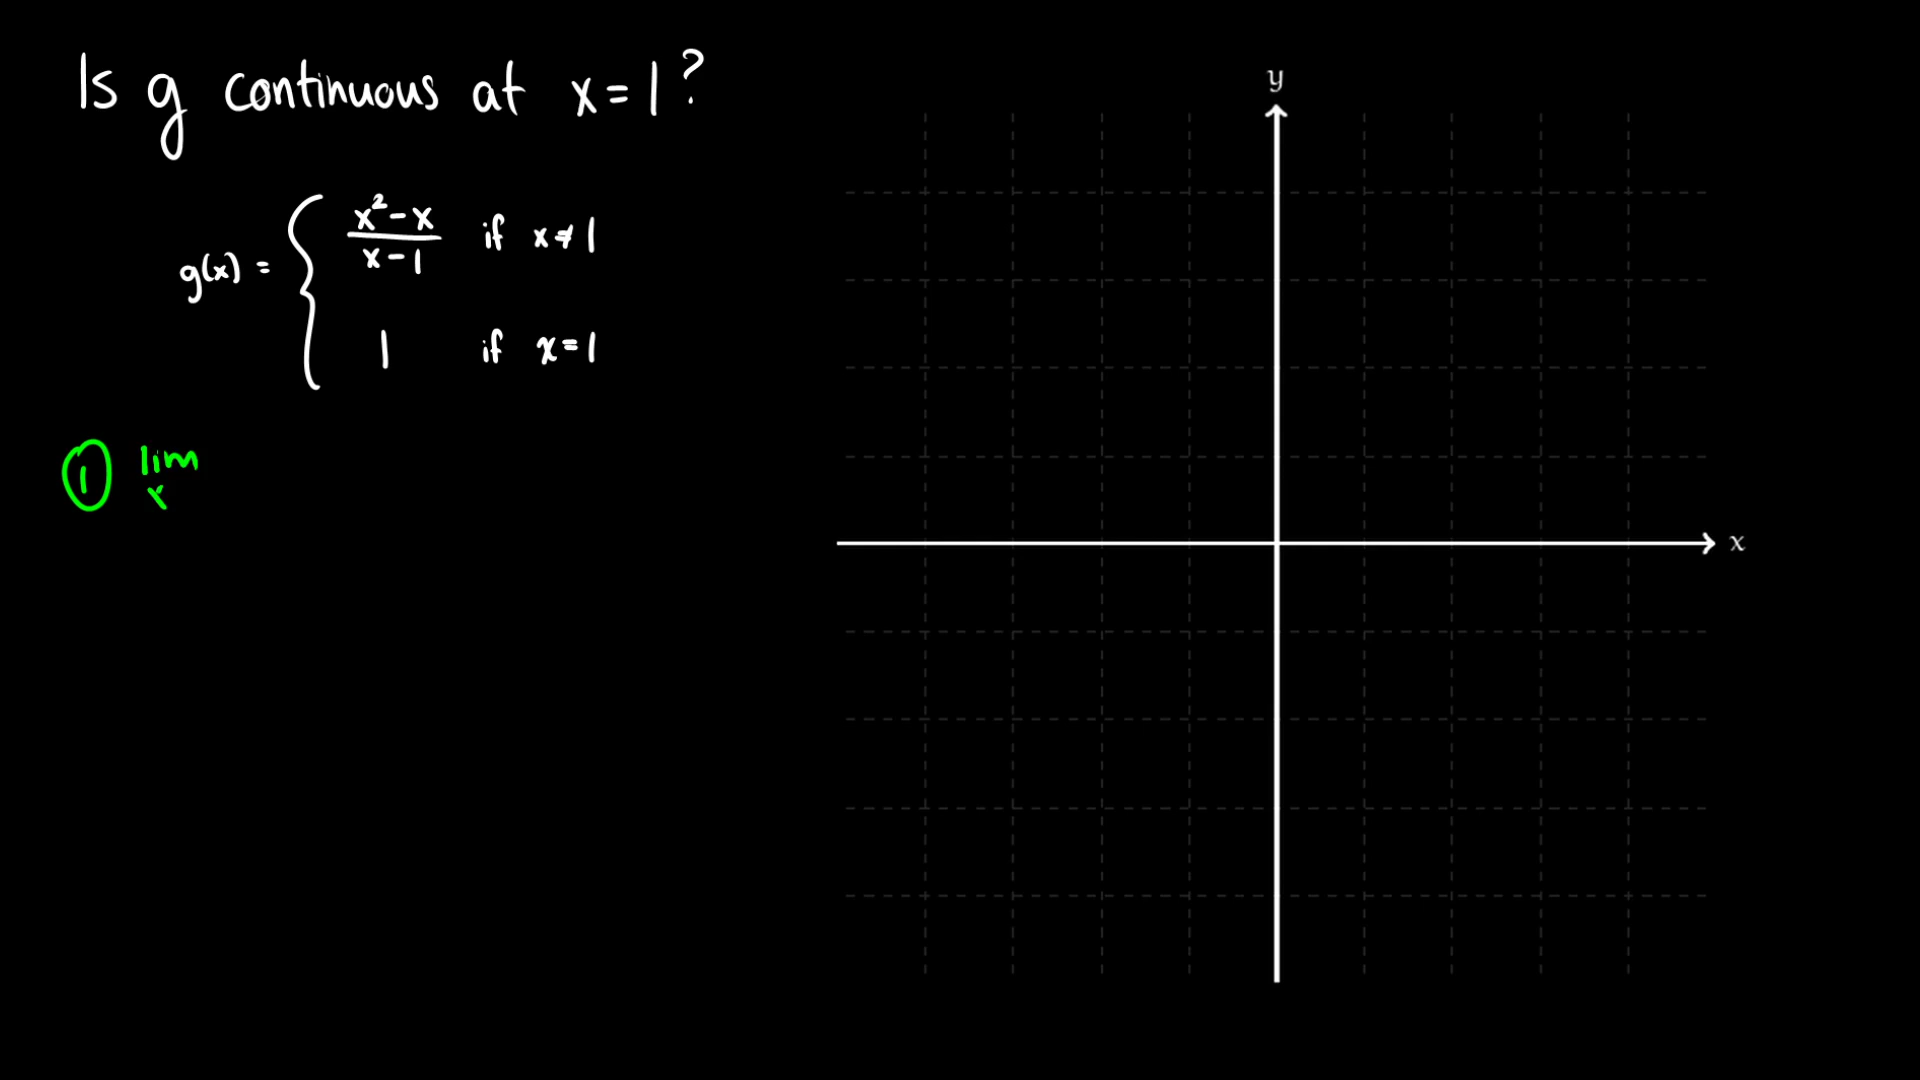 Is g continuous at x=1?
g(x) = { x²-x / x-1 if x≠1
1 if x=1
① lim
x
y
x